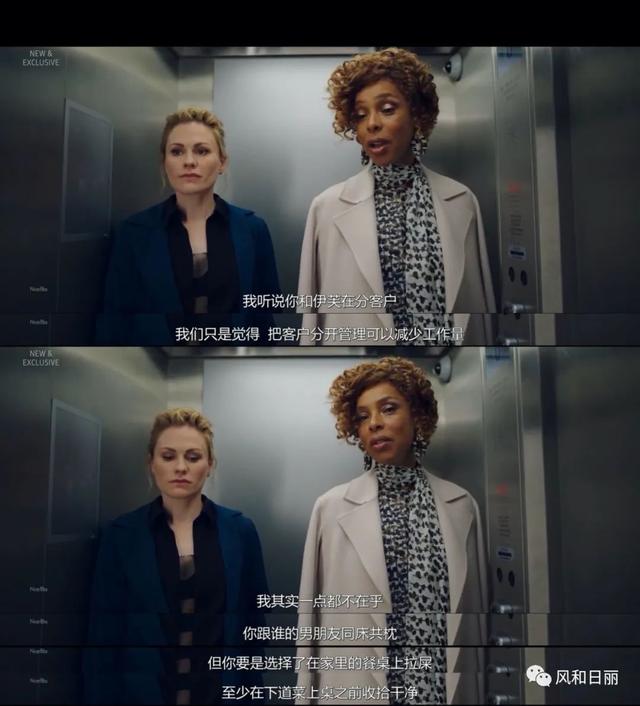 NEW &
EXCLUSIVE
我听说你和伊芙在分客户
我们只是觉得 把客户分开管理可以减少工作量
NEW &
EXCLUSIVE
我其实一点都不在乎
你跟谁的男朋友同床共枕
但你要是选择了在家里的餐桌上拉屎
至少在下道菜上桌之前收拾干净
风和日丽